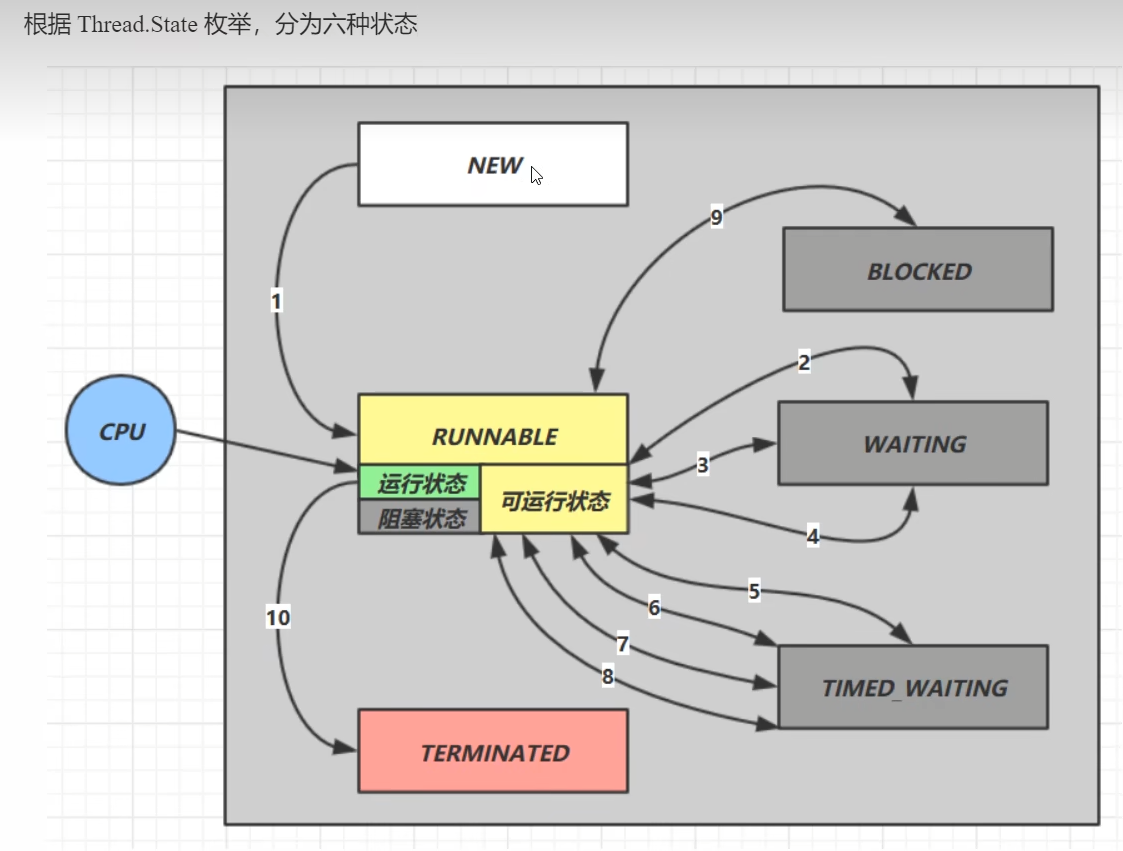 根据 Thread.State 枚举，分为六种状态
NEW
9
BLOCKED
1
2
CPU
RUNNABLE
WAITING
3
运行状态
可运行状态
阻塞状态
4
5
6
10
7
8
TIMED_WAITING
TERMINATED